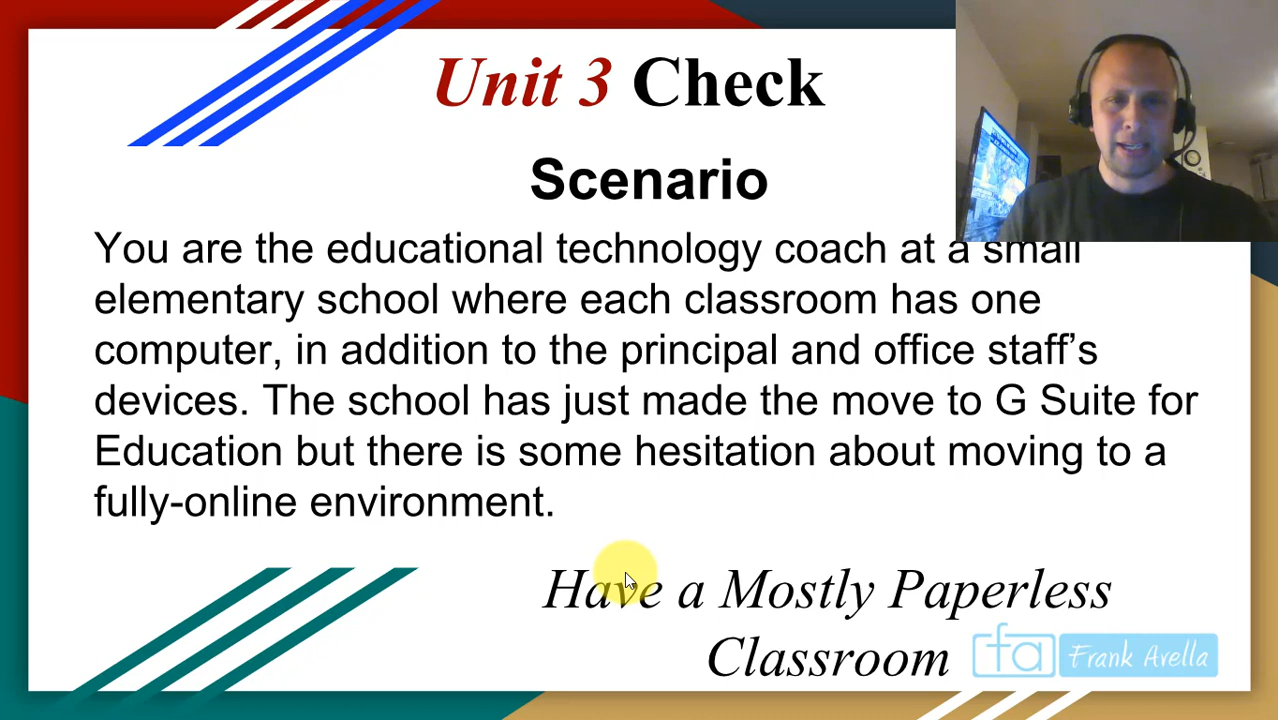 Unit 3 Check
Scenario
You are the educational technology coach at a small
elementary school where each classroom has one
computer, in addition to the principal and office staff’s
devices. The school has just made the move to G Suite for
Education but there is some hesitation about moving to a
fully-online environment.
Have a Mostly Paperless
Classroom
fa Frank Avella